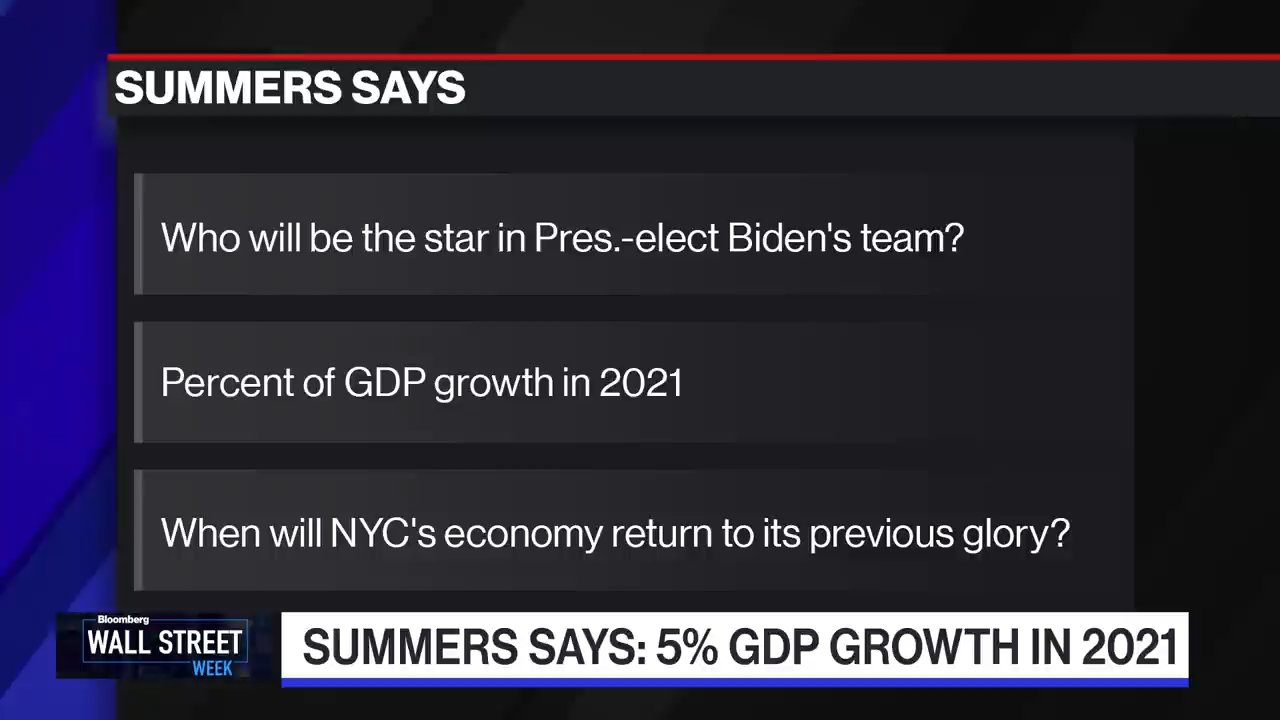 SUMMERS SAYS
Who will be the star in Pres.-elect Biden's team?
Percent of GDP growth in 2021
When will NYC's economy return to its previous glory?
Bloomberg
WALL STREET
WEEK
SUMMERS SAYS: 5% GDP GROWTH IN 2021